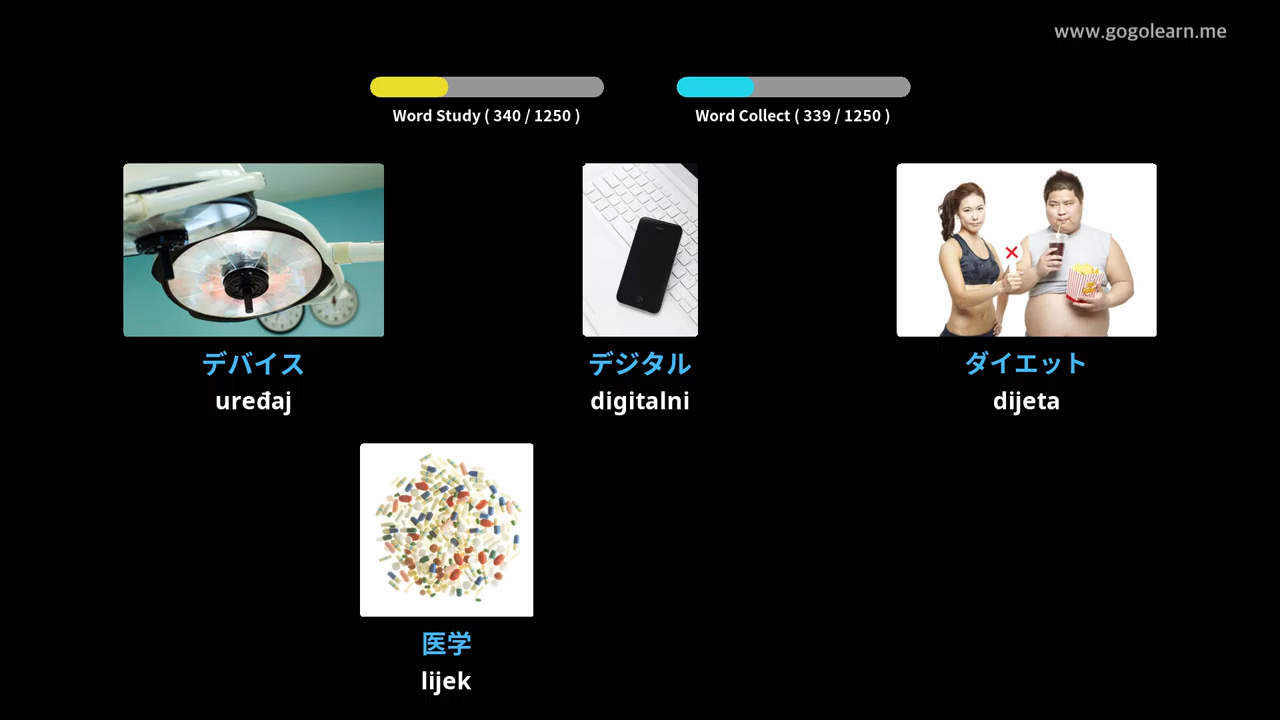 www.gogolearn.me
Word Study ( 340 / 1250 )
Word Collect ( 339 / 1250 )
デバイス
uređaj
デジタル
digitalni
ダイエット
dijeta
医学
lijek